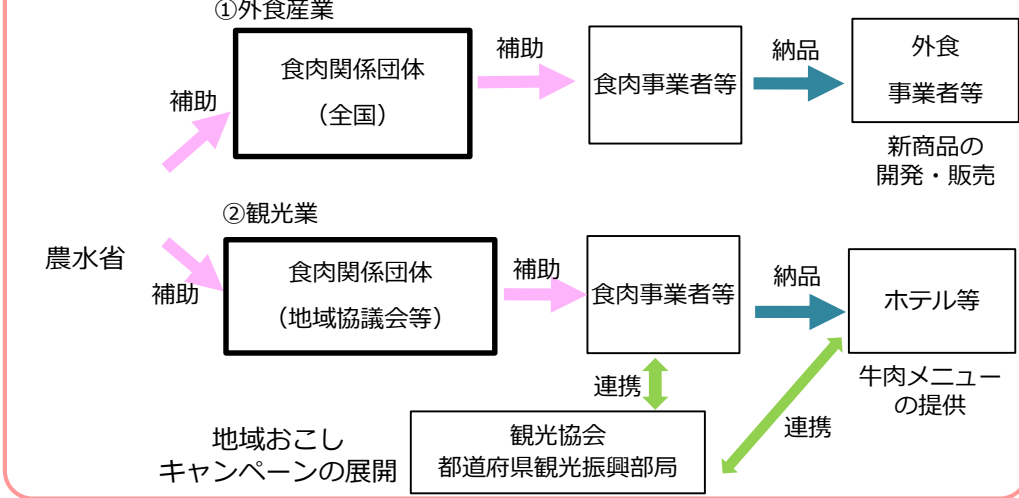 ①外食産業
補助
食肉関係団体
（全国）
補助
食肉事業者等
納品
外食
事業者等
新商品の
開発・販売
農水省
②観光業
補助
食肉関係団体
（地域協議会等）
補助
食肉事業者等
納品
ホテル等
牛肉メニュー
の提供
連携
連携
地域おこし
キャンペーンの展開
観光協会
都道府県観光振興部局